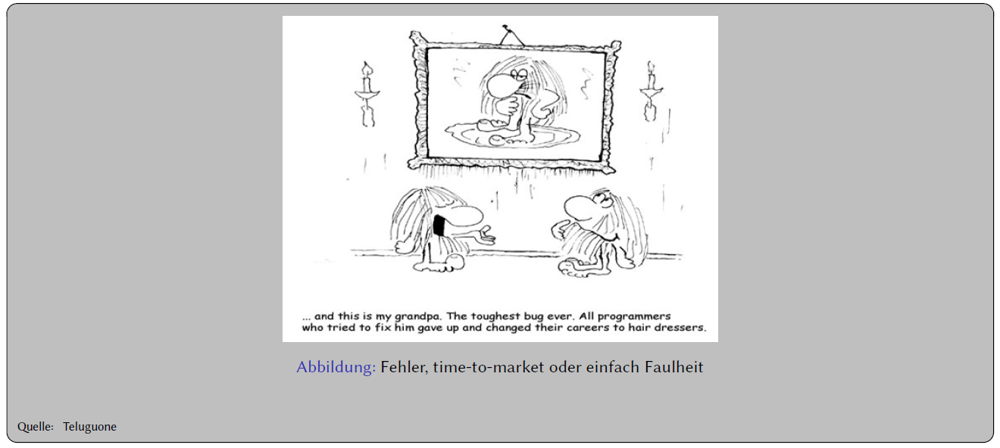 ... and this is my grandpa. The toughest bug ever. All programmers
who tried to fix him gave up and changed their careers to hair dressers.
Abbildung: Fehler, time-to-market oder einfach Faulheit
Quelle: Teluguone